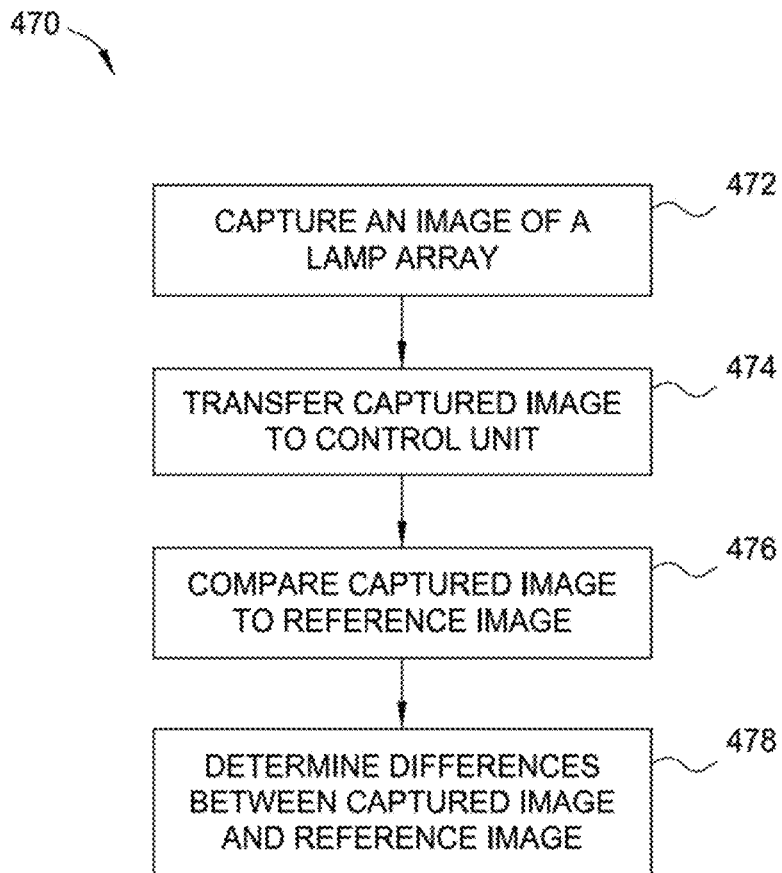 470
472
CAPTURE AN IMAGE OF A
LAMP ARRAY
474
TRANSFER CAPTURED IMAGE
TO CONTROL UNIT
476
COMPARE CAPTURED IMAGE
TO REFERENCE IMAGE
478
DETERMINE DIFFERENCES
BETWEEN CAPTURED IMAGE
AND REFERENCE IMAGE